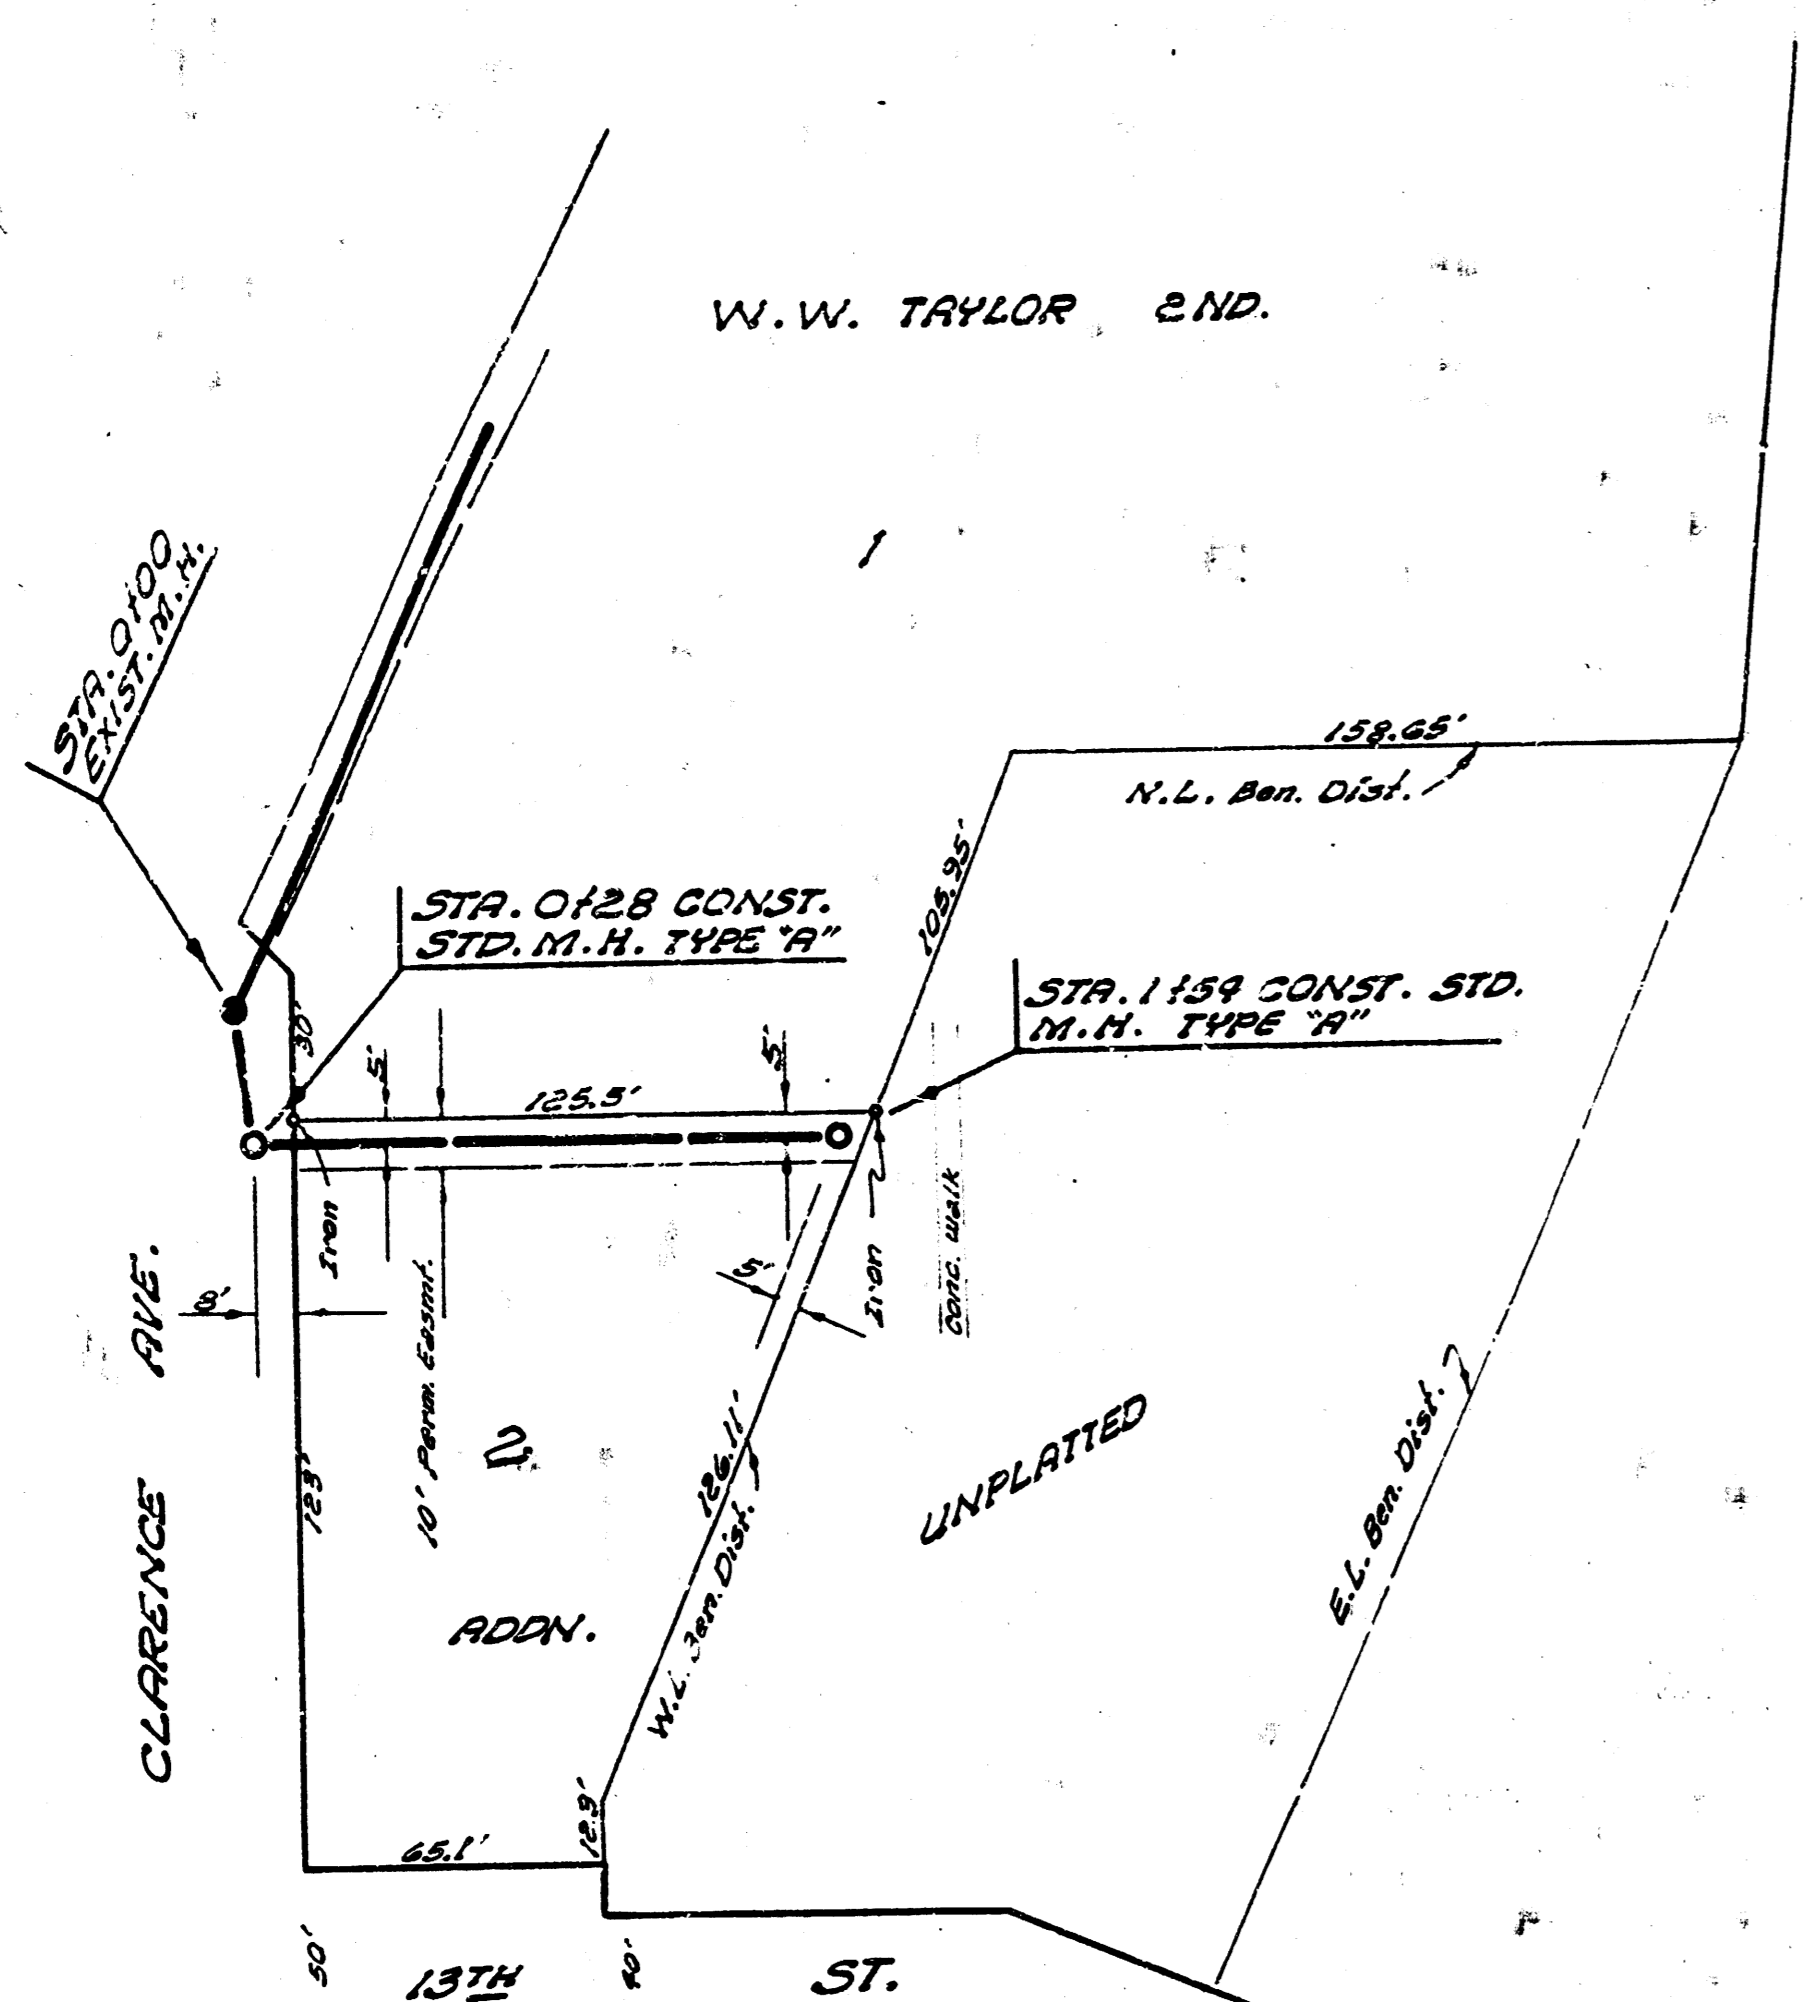 W.W. TAYLOR 2ND.
1
STA. 0+00
EXIST. M.H.
158.65'
N.L. Ben. Dist.
105.95'
STA. 0+28 CONST.
STD. M.H. TYPE "A"
STA. 1+59 CONST. STD.
M.H. TYPE "A"
30'
5'
5'
125.5'
Iron
Iron
Conc. Walk
8'
5'
10' Perm. Easmt.
CLARENCE AVE.
123'
2
126.11'
W.L. Ben. Dist.
UNPLATTED
E.L. Ben. Dist.
ADDN.
12.9'
65.1'
50'
13TH ST.